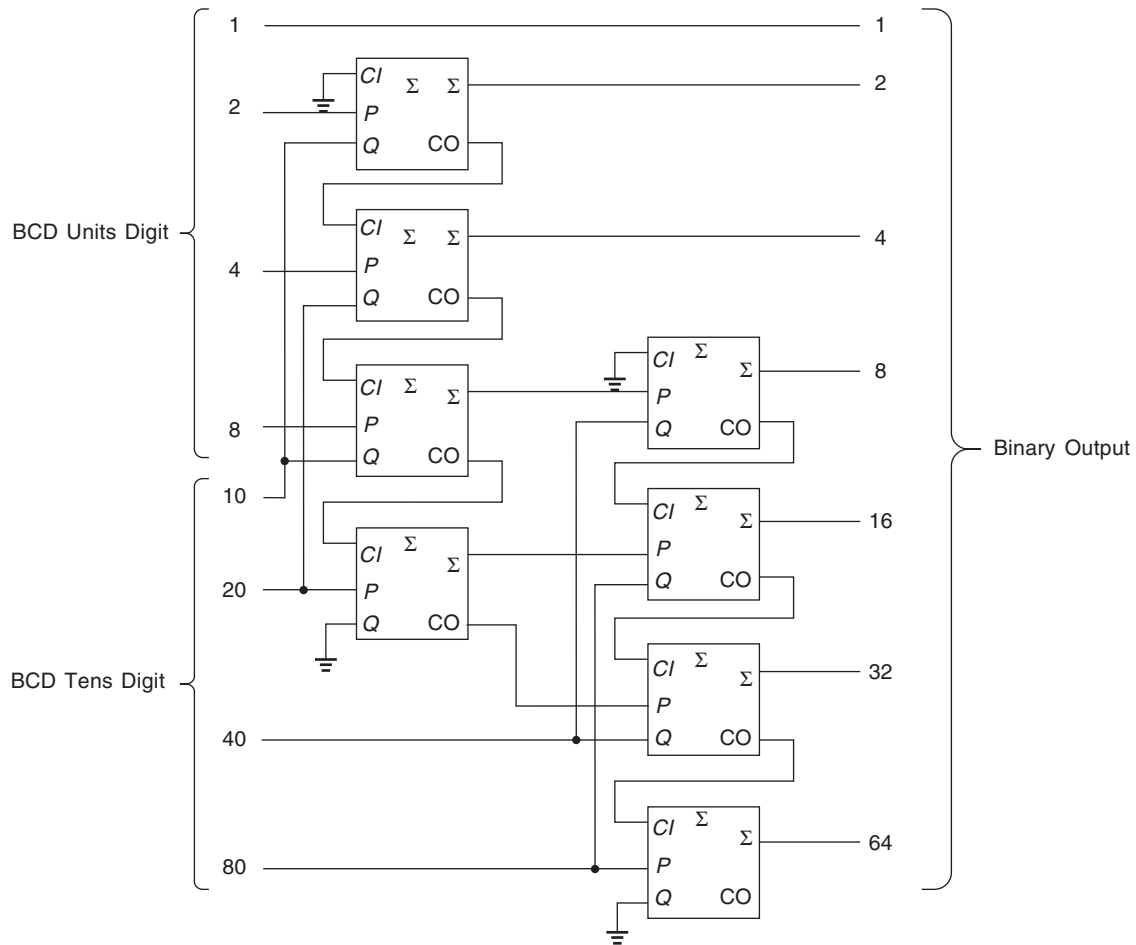 1 1
CI Σ Σ 2
2 P
Q CO
BCD Units Digit
CI Σ Σ 4
4 P
Q CO
CI Σ Σ 8
CI Σ Σ
P
8 P
Q CO
Q CO
Binary Output
10
CI Σ Σ 16
CI Σ Σ
P
20 P
Q CO
Q CO
BCD Tens Digit
CI Σ Σ 32
P
40
Q CO
CI Σ Σ 64
80 P
Q CO